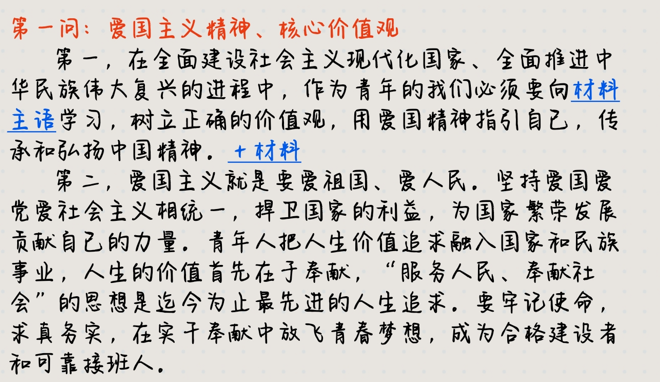 第一问：爱国主义精神、核心价值观
第一，在全面建设社会主义现代化国家、全面推进中
华民族伟大复兴的进程中，作为青年的我们必须要向材料
主语学习，树立正确的价值观，用爱国精神指引自己，传
承和弘扬中国精神。+材料
第二，爱国主义就是要爱祖国、爱人民。坚持爱国爱
党爱社会主义相统一，捍卫国家的利益，为国家繁荣发展
贡献自己的力量。青年人把人生价值追求融入国家和民族
事业，人生的价值首先在于奉献，“服务人民、奉献社
会”的思想是迄今为止最先进的人生追求。要牢记使命，
求真务实，在实干奉献中放飞青春梦想，成为合格建设者
和可靠接班人。